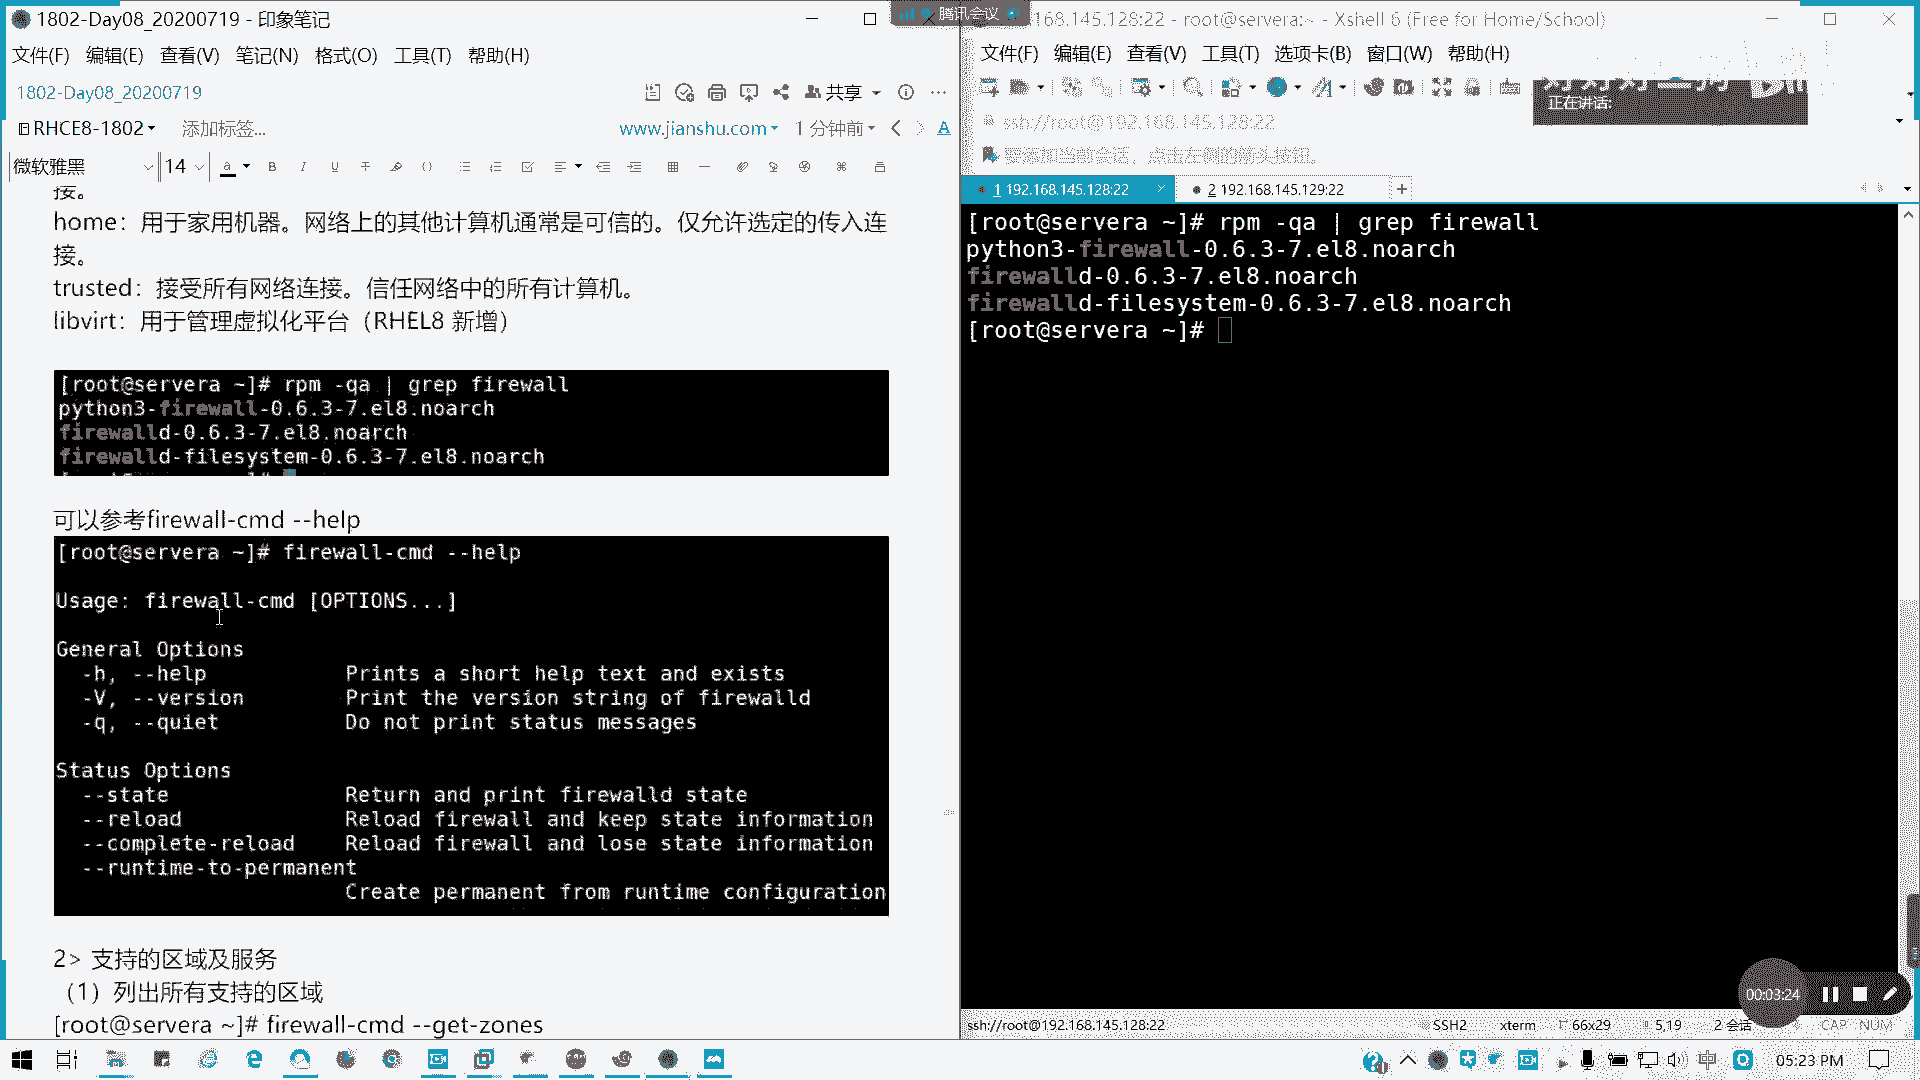 1802-Day08_20200719 - 印象笔记
文件(F) 编辑(E) 查看(V) 笔记(N) 格式(O) 工具(T) 帮助(H)
1802-Day08_20200719
共享
RHCE8-1802
添加标签...
www.jianshu.com
1 分钟前
微软雅黑 14
接。
home：用于家用机器。网络上的其他计算机通常是可信的。仅允许选定的传入连
接。
trusted：接受所有网络连接。信任网络中的所有计算机。
libvirt：用于管理虚拟化平台（RHEL8 新增）
[root@servera ~]# rpm -qa | grep firewall
python3-firewall-0.6.3-7.el8.noarch
firewalld-0.6.3-7.el8.noarch
firewalld-filesystem-0.6.3-7.el8.noarch
可以参考firewall-cmd --help
[root@servera ~]# firewall-cmd --help
Usage: firewall-cmd [OPTIONS...]
General Options
-h, --help Prints a short help text and exists
-V, --version Print the version string of firewalld
-q, --quiet Do not print status messages
Status Options
--state Return and print firewalld state
--reload Reload firewall and keep state information
--complete-reload Reload firewall and lose state information
--runtime-to-permanent
Create permanent from runtime configuration
2> 支持的区域及服务
（1）列出所有支持的区域
[root@servera ~]# firewall-cmd --get-zones
腾讯会议
168.145.128:22 - root@servera:~ - Xshell 6 (Free for Home/School)
文件(F) 编辑(E) 查看(V) 工具(T) 选项卡(B) 窗口(W) 帮助(H)
正在讲话:
ssh://root@192.168.145.128:22
要添加当前会话，点击左侧的箭头按钮。
1 192.168.145.128:22
2 192.168.145.129:22
[root@servera ~]# rpm -qa | grep firewall
python3-firewall-0.6.3-7.el8.noarch
firewalld-0.6.3-7.el8.noarch
firewalld-filesystem-0.6.3-7.el8.noarch
[root@servera ~]#
00:03:24
ssh://root@192.168.145.128:22 SSH2 xterm 66x29 5,19 2 会话 CAP NUM
中
05:23 PM